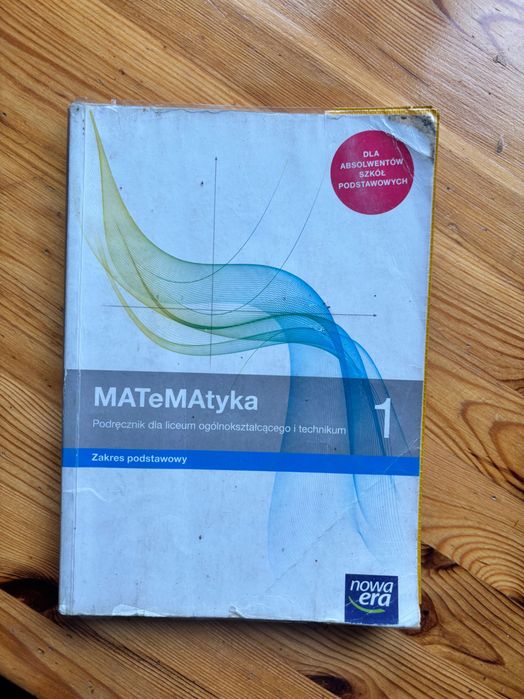 DLA
ABSOLWENTÓW
SZKÓŁ
PODSTAWOWYCH
MATeMAtyka
1
Podręcznik dla liceum ogólnokształcącego i technikum
Zakres podstawowy
nowa
era